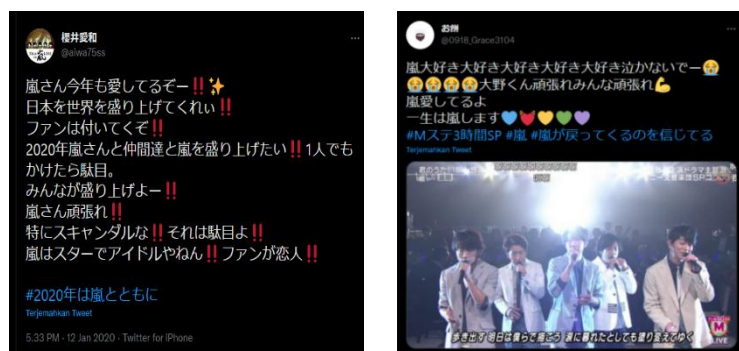 櫻井愛和
@aiwa75ss
嵐さん今年も愛してるぞー‼️✨
日本を世界を盛り上げてくれぃ‼️
ファンは付いてくぞ‼️
2020年嵐さんと仲間達と嵐を盛り上げたい‼️1人でも
かけたら駄目。
みんなが盛り上げよー‼️
嵐さん頑張れ‼️
特にスキャンダルな‼️それは駄目よ‼️
嵐はスターでアイドルやねん‼️ファンが恋人‼️
#2020年は嵐とともに
Terjemahkan Tweet
5.33 PM · 12 Jan 2020 · Twitter for iPhone
お餅
@0918_Grace3104
嵐大好き大好き大好き大好き大好き泣かないでー😭
😭😭😭😭大野くん頑張れみんな頑張れ💪
嵐愛してるよ
一生は嵐します💙❤️💛💚💜
#Mステ3時間SP #嵐 #嵐が戻ってくるのを信じてる
Terjemahkan Tweet
歩き出す 明日は僕らで描こう 涙に暮れたとしても塗り変えてゆく
M
LIVE